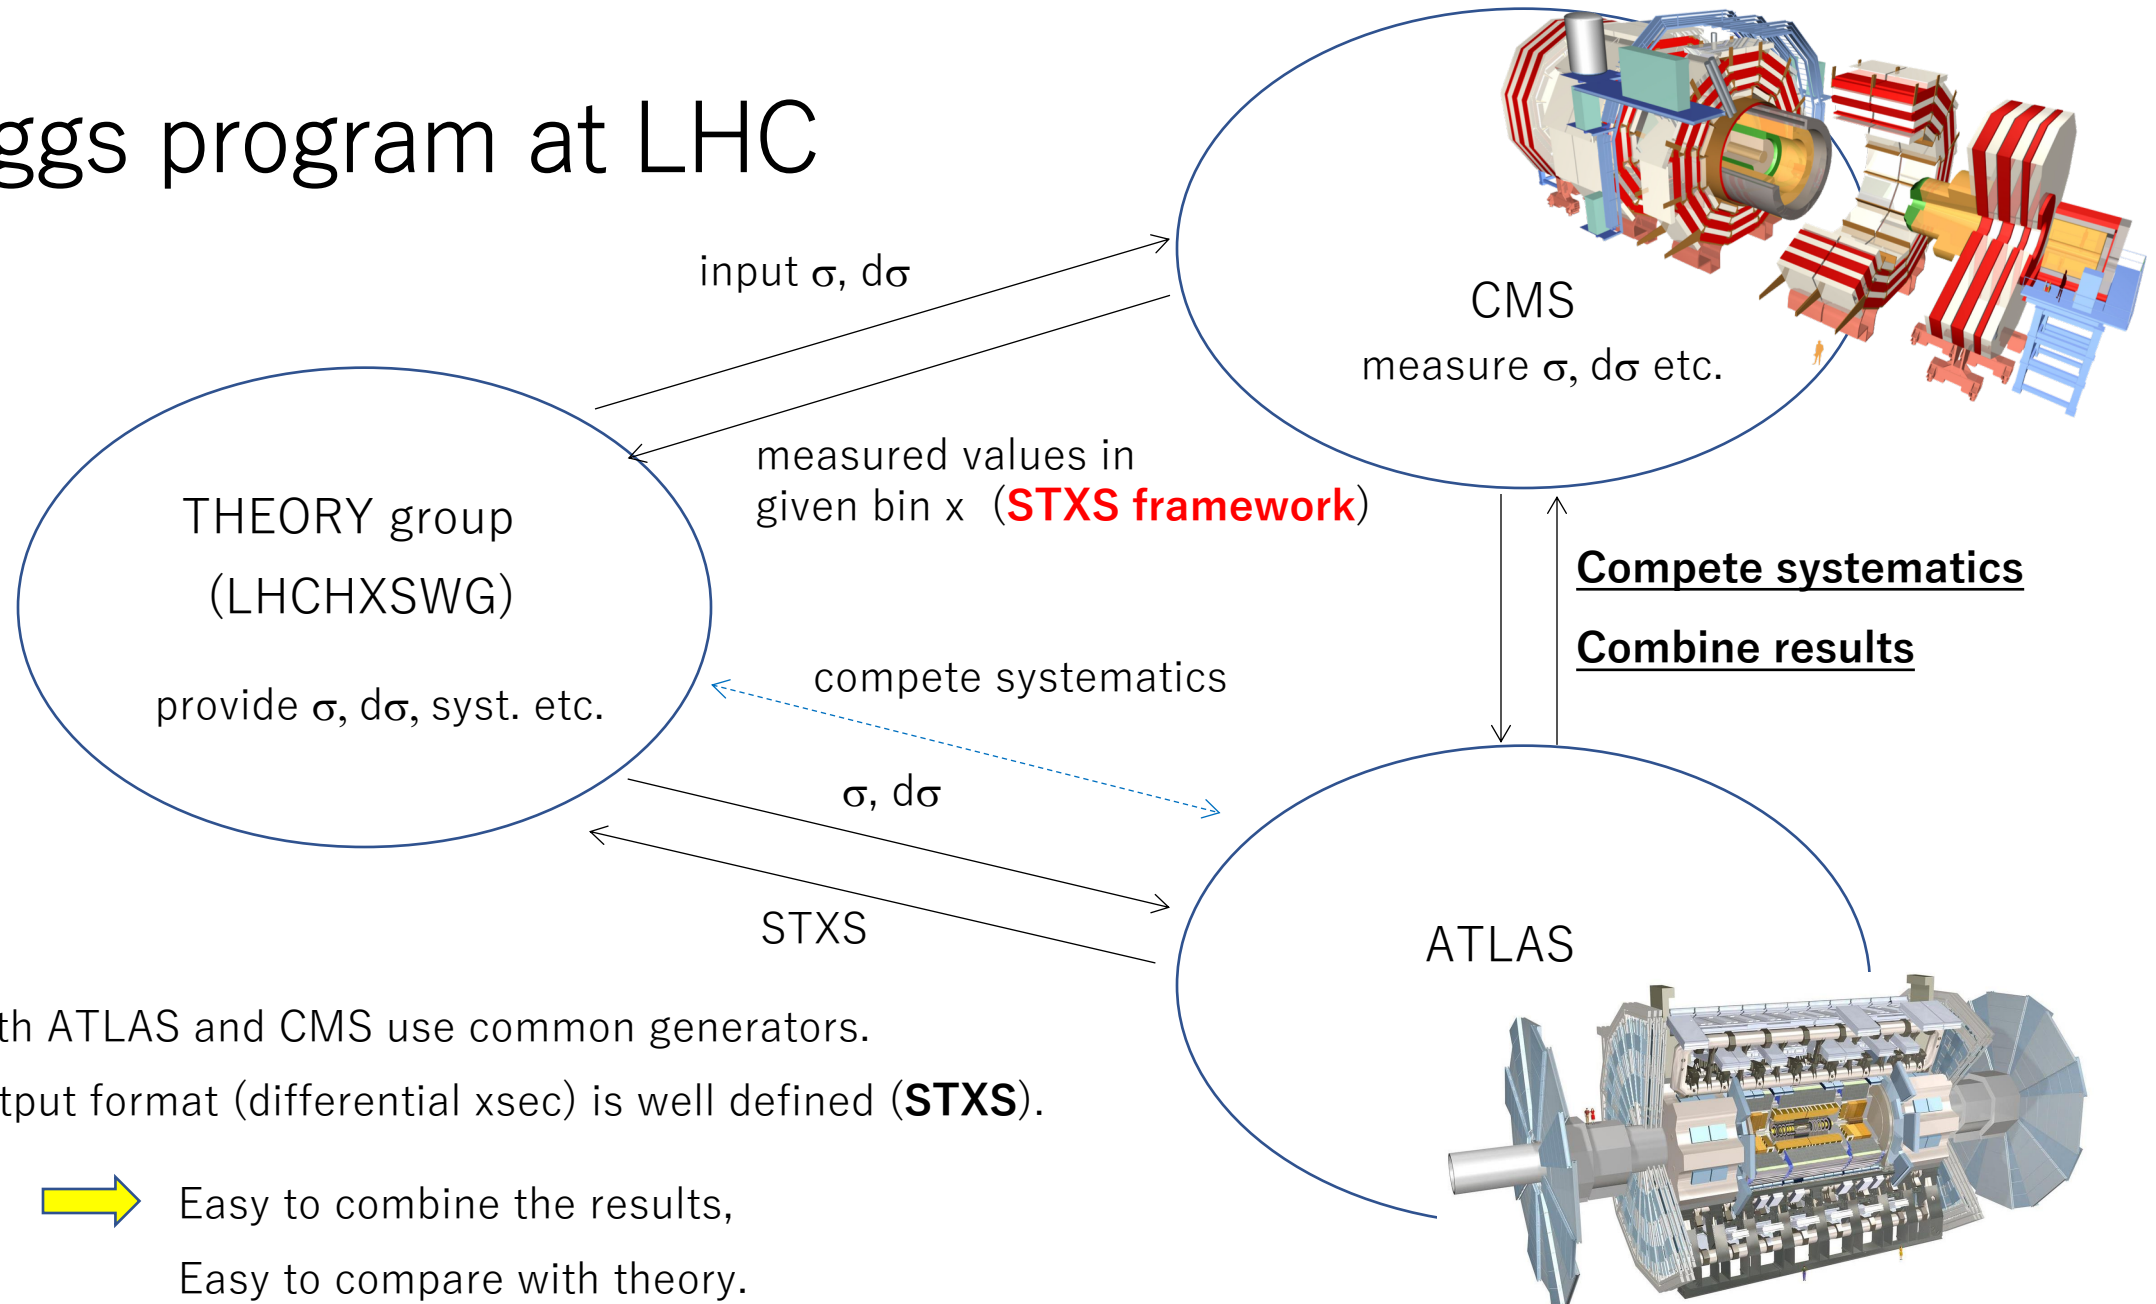 ggs program at LHC
input σ, dσ
CMS
measure σ, dσ etc.
measured values in
given bin x (STXS framework)
THEORY group
(LHCHXSWG)
provide σ, dσ, syst. etc.
Compete systematics
Combine results
compete systematics
σ, dσ
STXS
ATLAS
th ATLAS and CMS use common generators.
tput format (differential xsec) is well defined (STXS).
Easy to combine the results,
Easy to compare with theory.